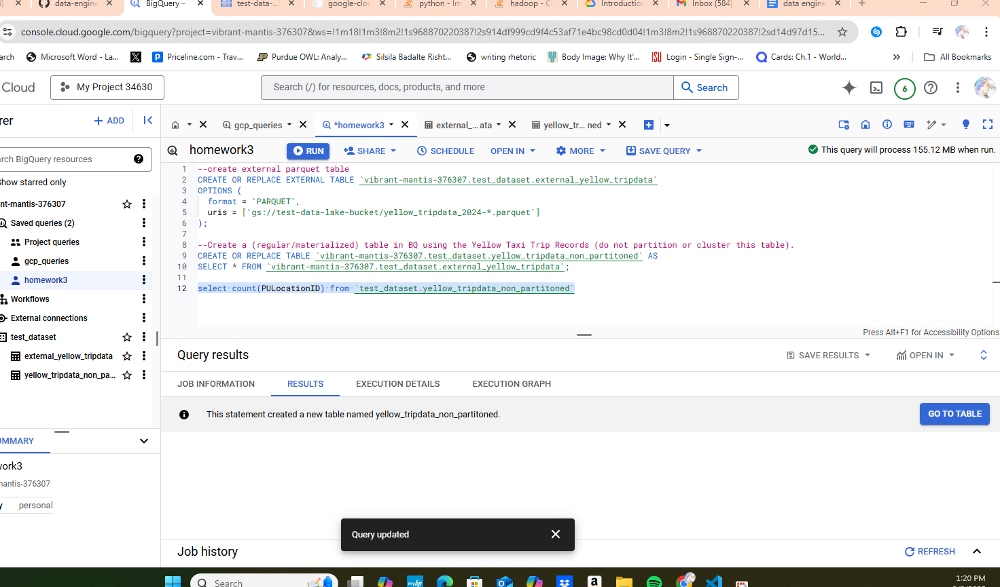 data-engine
BigQuery –
test-data-...
google-clou
python - Im
hadoop - C
Introduction
Inbox (584)
data engine
console.cloud.google.com/bigquery?project=vibrant-mantis-376307&ws=!1m18!1m3!8m2!1s968870220387!2s914df999cd9f4c53af71e4bc98cd0d04!1m3!8m2!1s968870220387!2sd14d97d15...
arch
Microsoft Word - La...
Priceline.com - Trav...
Purdue OWL: Analy...
Silsila Badalte Risht...
writing rhetoric
Body Image: Why It'...
ISU
Login - Single Sign-...
Cards: Ch.1 - World...
»
All Bookmarks
Cloud
My Project 34630
Search (/) for resources, docs, products, and more
Search
6
rer
+ ADD
gcp_queries
*homework3
external_... ata
yellow_tr... ned
rch BigQuery resources
homework3
RUN
SHARE
SCHEDULE
OPEN IN
MORE
SAVE QUERY
This query will process 155.12 MB when run.
Show starred only
nt-mantis-376307
Saved queries (2)
Project queries
gcp_queries
homework3
Workflows
External connections
test_dataset
external_yellow_tripdata
yellow_tripdata_non_pa...
1 --create external parquet table
2 CREATE OR REPLACE EXTERNAL TABLE `vibrant-mantis-376307.test_dataset.external_yellow_tripdata`
3 OPTIONS (
4 format = 'PARQUET',
5 uris = ['gs://test-data-lake-bucket/yellow_tripdata_2024-*.parquet']
6 );
7
8 --Create a (regular/materialized) table in BQ using the Yellow Taxi Trip Records (do not partition or cluster this table).
9 CREATE OR REPLACE TABLE `vibrant-mantis-376307.test_dataset.yellow_tripdata_non_partitoned` AS
10 SELECT * FROM `vibrant-mantis-376307.test_dataset.external_yellow_tripdata`;
11
12 select count(PULocationID) from `test_dataset.yellow_tripdata_non_partitoned`
Press Alt+F1 for Accessibility Options
Query results
SAVE RESULTS
OPEN IN
JOB INFORMATION
RESULTS
EXECUTION DETAILS
EXECUTION GRAPH
This statement created a new table named yellow_tripdata_non_partitoned.
GO TO TABLE
UMMARY
work3
mantis-376307
y personal
Query updated
Job history
REFRESH
Search
myhp
1:20 PM